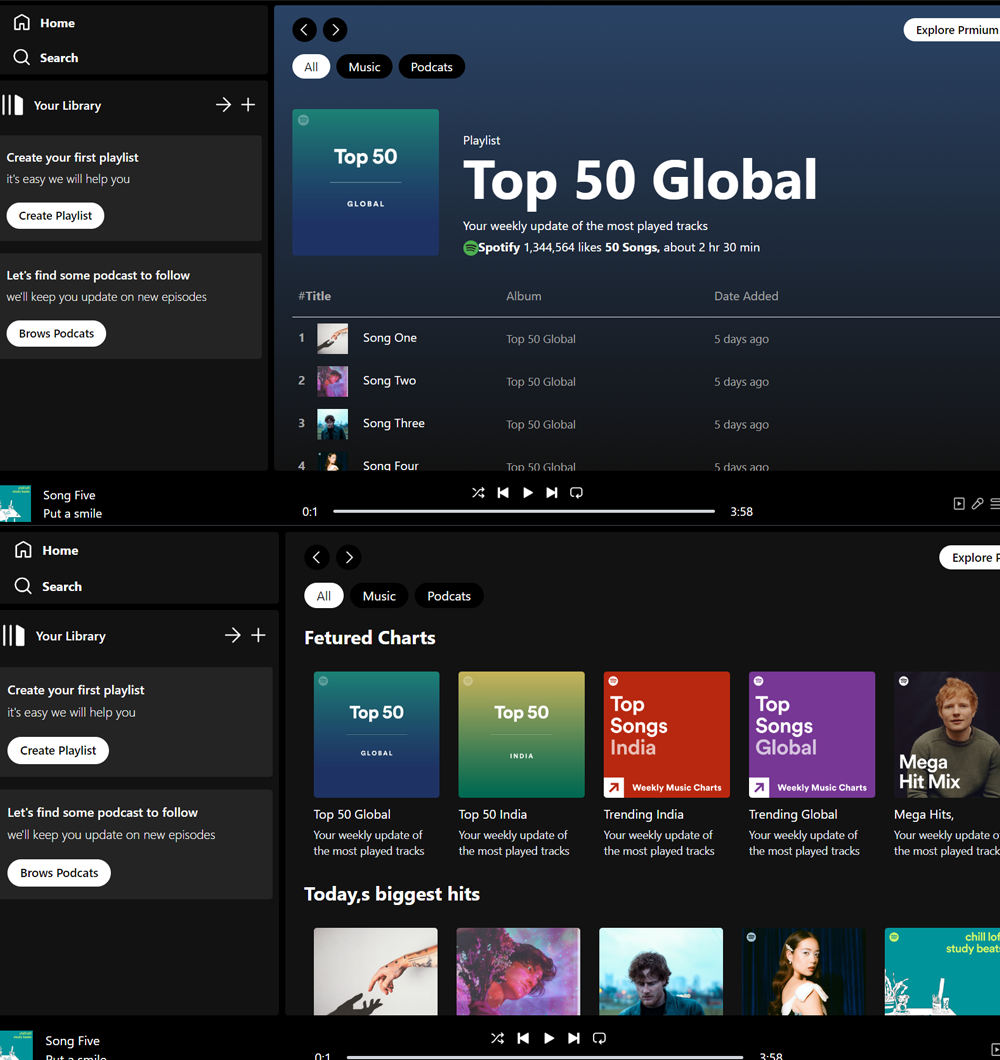 Home
Search
Your Library
Create your first playlist
it's easy we will help you
Create Playlist
Let's find some podcast to follow
we'll keep you update on new episodes
Brows Podcats
Explore Prmium
All Music Podcats
Top 50
GLOBAL
Playlist
Top 50 Global
Your weekly update of the most played tracks
Spotify 1,344,564 likes 50 Songs, about 2 hr 30 min
#Title Album Date Added
1 Song One Top 50 Global 5 days ago
2 Song Two Top 50 Global 5 days ago
3 Song Three Top 50 Global 5 days ago
4 Song Four Top 50 Global 5 days ago
Song Five
Put a smile
0:1 3:58
Home
Search
Your Library
Create your first playlist
it's easy we will help you
Create Playlist
Let's find some podcast to follow
we'll keep you update on new episodes
Brows Podcats
Explore P
All Music Podcats
Fetured Charts
Top 50
GLOBAL
Top 50 Global
Your weekly update of
the most played tracks
Top 50
INDIA
Top 50 India
Your weekly update of
the most played tracks
Top
Songs
India
Weekly Music Charts
Trending India
Your weekly update of
the most played tracks
Top
Songs
Global
Weekly Music Charts
Trending Global
Your weekly update of
the most played tracks
Mega
Hit Mix
Mega Hits,
Your weekly update o
the most played track
Today,s biggest hits
chill lof
study beats
Song Five
Put a smile
0:1 3:58